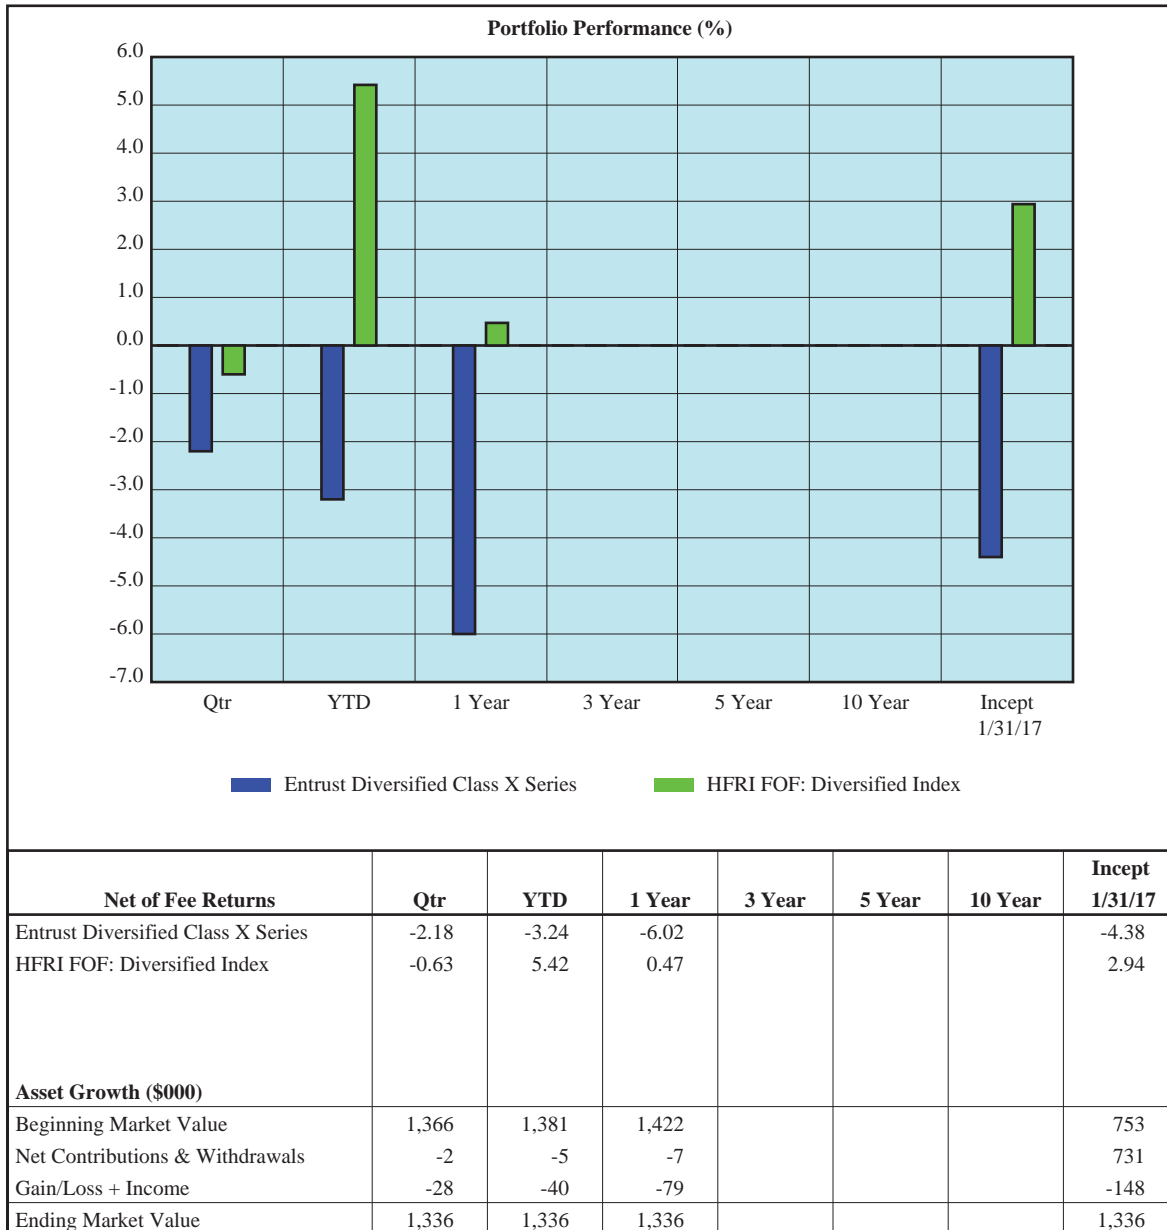 Portfolio Performance (%)
6.0
5.0
4.0
3.0
2.0
1.0
0.0
-1.0
-2.0
-3.0
-4.0
-5.0
-6.0
-7.0
Qtr YTD 1 Year 3 Year 5 Year 10 Year Incept
1/31/17
Entrust Diversified Class X Series HFRI FOF: Diversified Index
Incept
Net of Fee Returns Qtr YTD 1 Year 3 Year 5 Year 10 Year 1/31/17
Entrust Diversified Class X Series -2.18 -3.24 -6.02 -4.38
HFRI FOF: Diversified Index -0.63 5.42 0.47 2.94
Asset Growth ($000)
Beginning Market Value 1,366 1,381 1,422 753
Net Contributions & Withdrawals -2 -5 -7 731
Gain/Loss + Income -28 -40 -79 -148
Ending Market Value 1,336 1,336 1,336 1,336